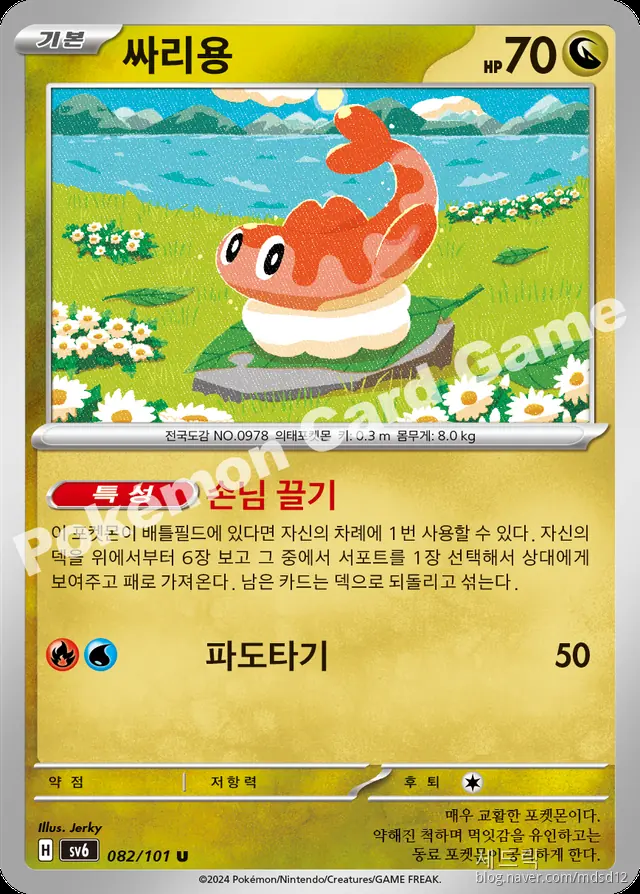 기본 싸리용 HP 70
전국도감 NO.0978 의태포켓몬 키: 0.3 m 몸무게: 8.0 kg
특성 손님 끌기
이 포켓몬이 배틀필드에 있다면 자신의 차례에 1번 사용할 수 있다. 자신의
덱을 위에서부터 6장 보고 그 중에서 서포트를 1장 선택해서 상대에게
보여주고 패로 가져온다. 남은 카드는 덱으로 되돌리고 섞는다.
파도타기 50
약점 저항력 후퇴
매우 교활한 포켓몬이다.
약해진 척하며 먹잇감을 유인하고는
동료 포켓몬이 공격하게 한다.
Illus. Jerky
H sv6 082/101 U
©2024 Pokémon/Nintendo/Creatures/GAME FREAK.
Pokémon Card Game
체드릭
blog.naver.com/mdsd12